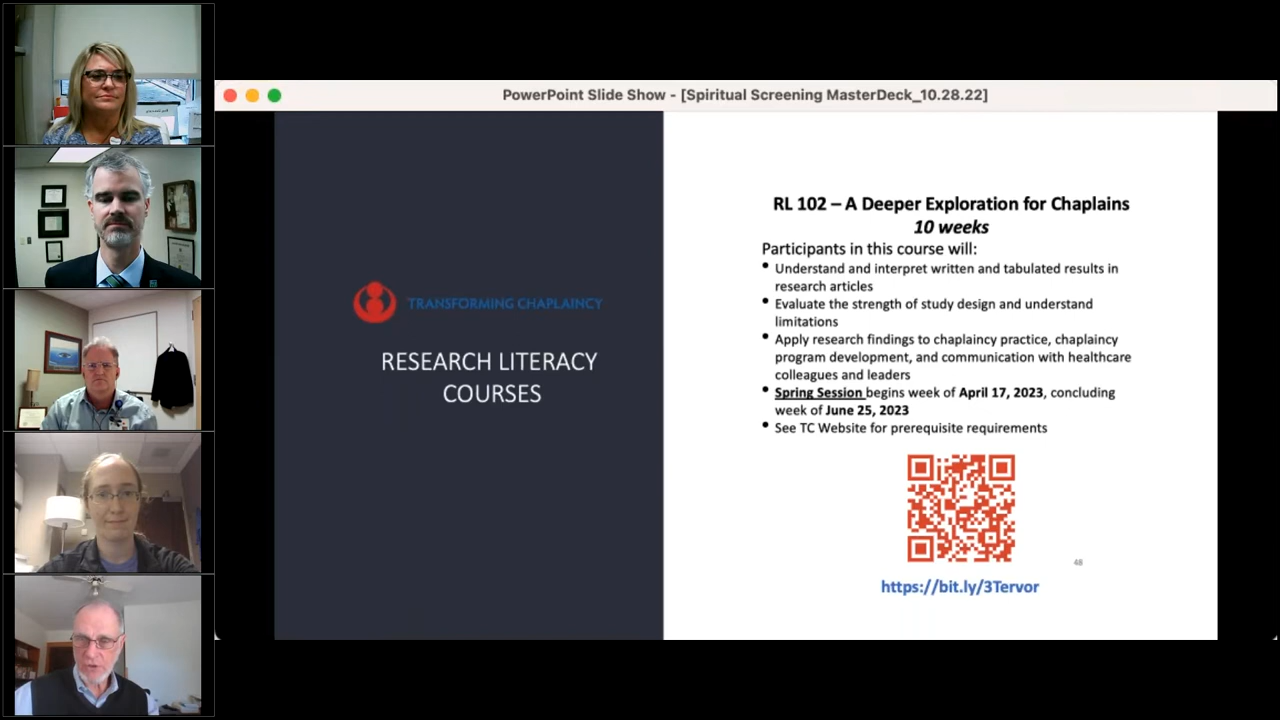 PowerPoint Slide Show - [Spiritual Screening MasterDeck_10.28.22]
TRANSFORMING CHAPLAINCY
RESEARCH LITERACY
COURSES
RL 102 – A Deeper Exploration for Chaplains
10 weeks
Participants in this course will:
• Understand and interpret written and tabulated results in
research articles
• Evaluate the strength of study design and understand
limitations
• Apply research findings to chaplaincy practice, chaplaincy
program development, and communication with healthcare
colleagues and leaders
• Spring Session begins week of April 17, 2023, concluding
week of June 25, 2023
• See TC Website for prerequisite requirements
48
https://bit.ly/3Tervor